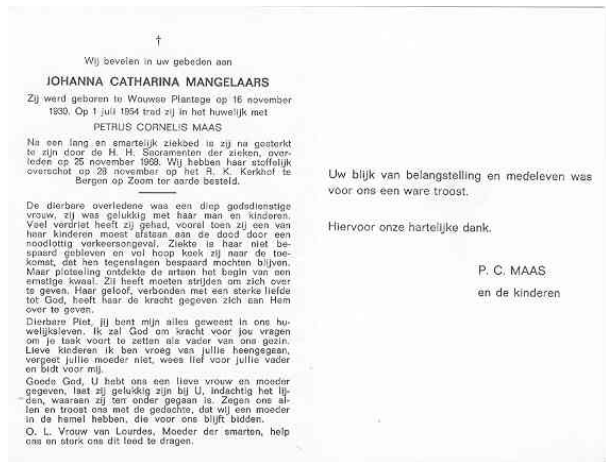 †
Wij bevelen in uw gebeden aan
JOHANNA CATHARINA MANGELAARS
Zij werd geboren te Wouwse Plantage op 16 november
1930. Op 1 juli 1954 trad zij in het huwelijk met
PETRUS CORNELIS MAAS
Na een lang en smartelijk ziekbed is zij na gesterkt
te zijn door de H. H. Sacramenten der zieken, over-
leden op 25 november 1968. Wij hebben haar stoffelijk
overschot op 28 november op het R. K. Kerkhof te
Bergen op Zoom ter aarde besteld.
De dierbare overledene was een diep godsdienstige
vrouw, zij was gelukkig met haar man en kinderen.
Veel verdriet heeft zij gehad, vooral toen zij een van
haar kinderen moest afstaan aan de dood door een
noodlottig verkeersongeval. Ziekte is haar niet be-
spaard gebleven en vol hoop keek zij naar de toe-
komst, dat hen tegenslagen bespaard mochten blijven.
Maar plotseling ontdekte de artsen het begin van een
ernstige kwaal. Zij heeft moeten strijden om zich over
te geven. Haar geloof, verbonden met een sterke liefde
tot God, heeft haar de kracht gegeven zich aan Hem
over te geven.
Dierbare Piet, jij bent mijn alles geweest in ons hu-
welijksleven. Ik zal God om kracht voor jou vragen
om je taak voort te zetten als vader van ons gezin.
Lieve kinderen ik ben vroeg van jullie heengegaan,
vergeet jullie moeder niet, wees lief voor jullie vader
en bidt voor mij.
Goede God, U hebt ons een lieve vrouw en moeder
gegeven, laat zij gelukkig zijn bij U, indachtig het lij-
den, waaraan zij ten onder gegaan is. Zegen ons al-
len en troost ons met de gedachte, dat wij een moeder
in de hemel hebben, die voor ons blijft bidden.
O. L. Vrouw van Lourdes, Moeder der smarten, help
ons en sterk ons dit leed te dragen.
Uw blijk van belangstelling en medeleven was
voor ons een ware troost.
Hiervoor onze hartelijke dank.
P. C. MAAS
en de kinderen